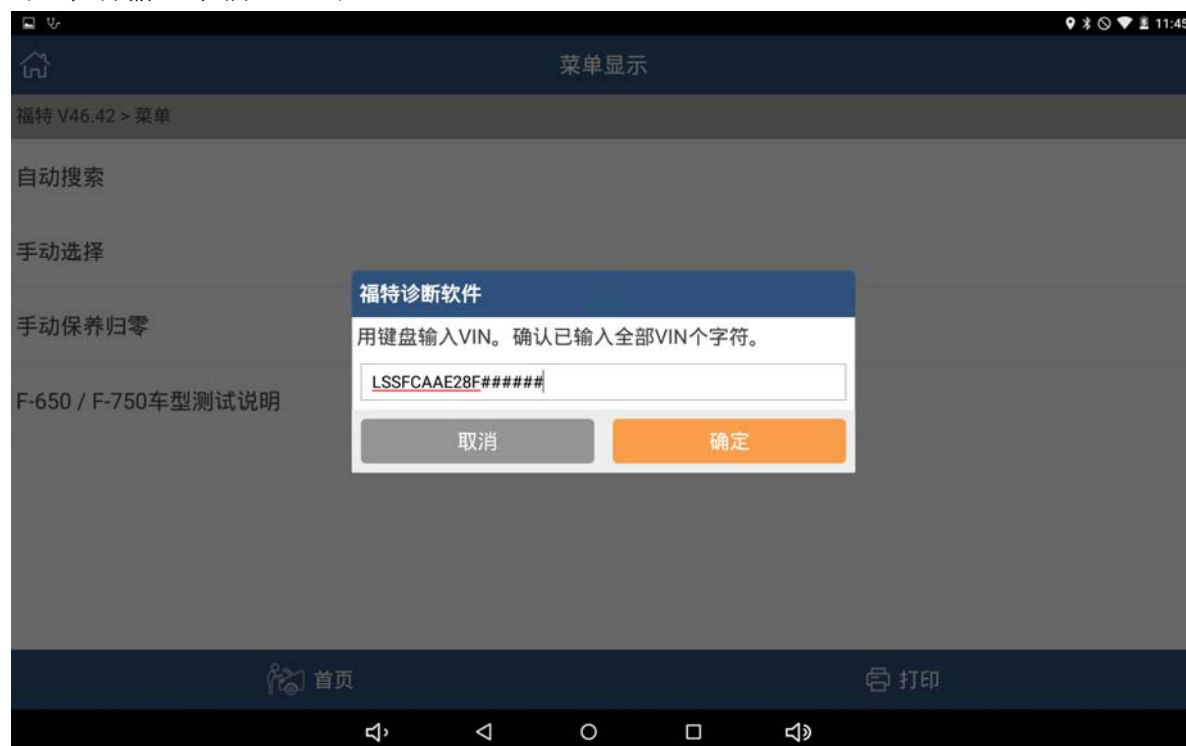 11:45
菜单显示
福特 V46.42 > 菜单
自动搜索
手动选择
手动保养归零
F-650 / F-750车型测试说明
福特诊断软件
用键盘输入VIN。确认已输入全部VIN个字符。
LSSFCAAE28F######
取消
确定
首页
打印